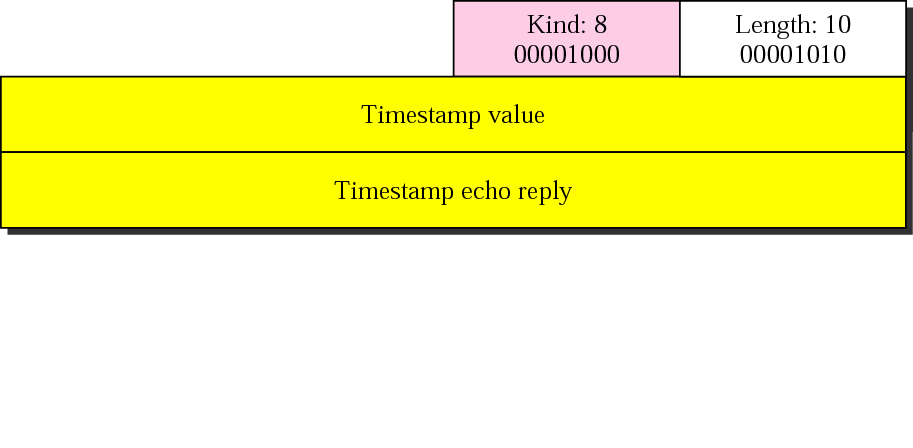 Kind: 8
00001000
Length: 10
00001010
Timestamp value
Timestamp echo reply